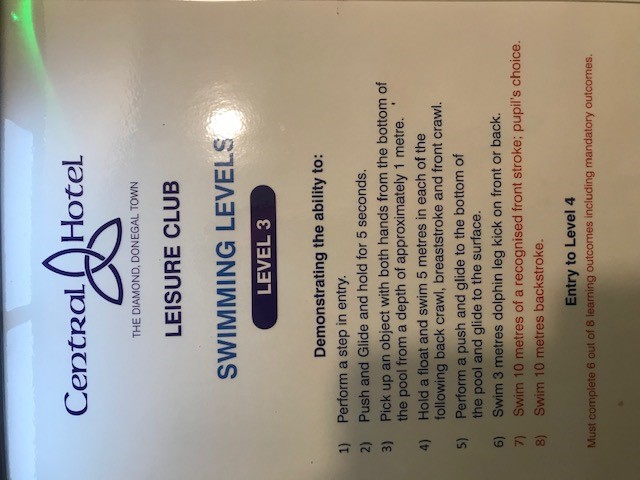 Central Hotel
THE DIAMOND, DONEGAL TOWN
LEISURE CLUB
SWIMMING LEVELS
LEVEL 3
Demonstrating the ability to:
1) Perform a step in entry.
2) Push and Glide and hold for 5 seconds.
3) Pick up an object with both hands from the bottom of
the pool from a depth of approximately 1 metre.
4) Hold a float and swim 5 metres in each of the
following back crawl, breaststroke and front crawl.
5) Perform a push and glide to the bottom of
the pool and glide to the surface.
6) Swim 3 metres dolphin leg kick on front or back.
7) Swim 10 metres of a recognised front stroke; pupil's choice.
8) Swim 10 metres backstroke.
Entry to Level 4
Must complete 6 out of 8 learning outcomes including mandatory outcomes.